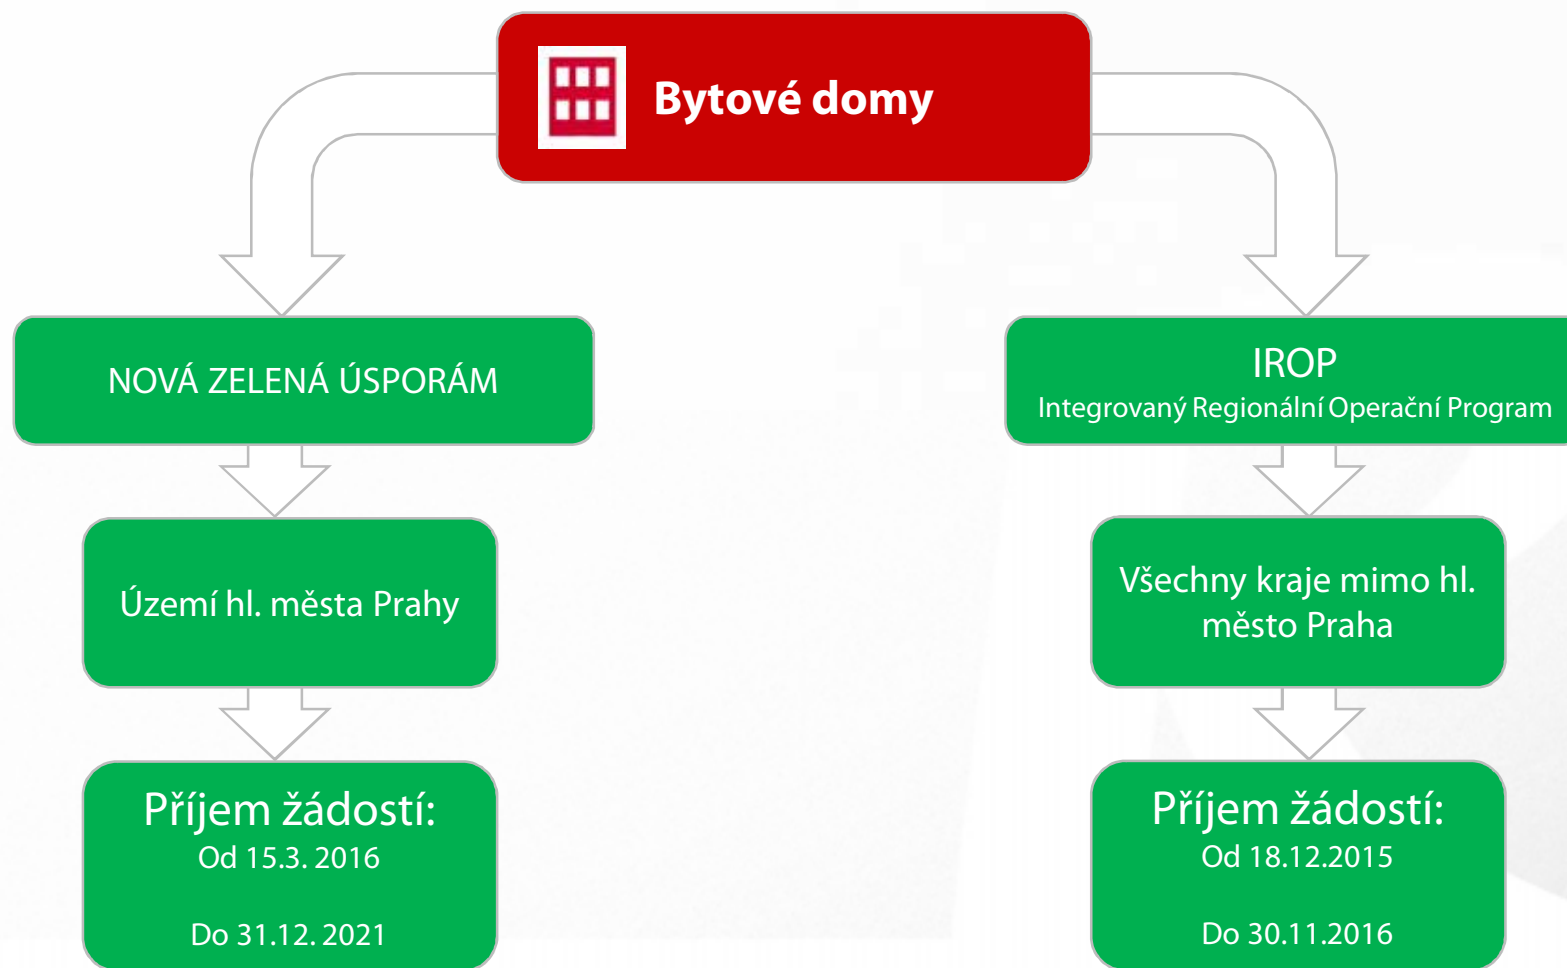 Bytové domy
NOVÁ ZELENÁ ÚSPORÁM
Území hl. města Prahy
Příjem žádostí:
Od 15.3. 2016
Do 31.12. 2021
IROP
Integrovaný Regionální Operační Program
Všechny kraje mimo hl.
město Praha
Příjem žádostí:
Od 18.12.2015
Do 30.11.2016